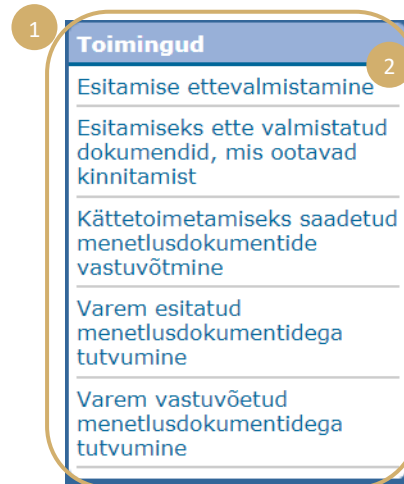 1
Toimingud
2
Esitamise ettevalmistamine
Esitamiseks ette valmistatud
dokumendid, mis ootavad
kinnitamist
Kättetoimetamiseks saadetud
menetlusdokumentide
vastuvõtmine
Varem esitatud
menetlusdokumentidega
tutvumine
Varem vastuvõetud
menetlusdokumentidega
tutvumine